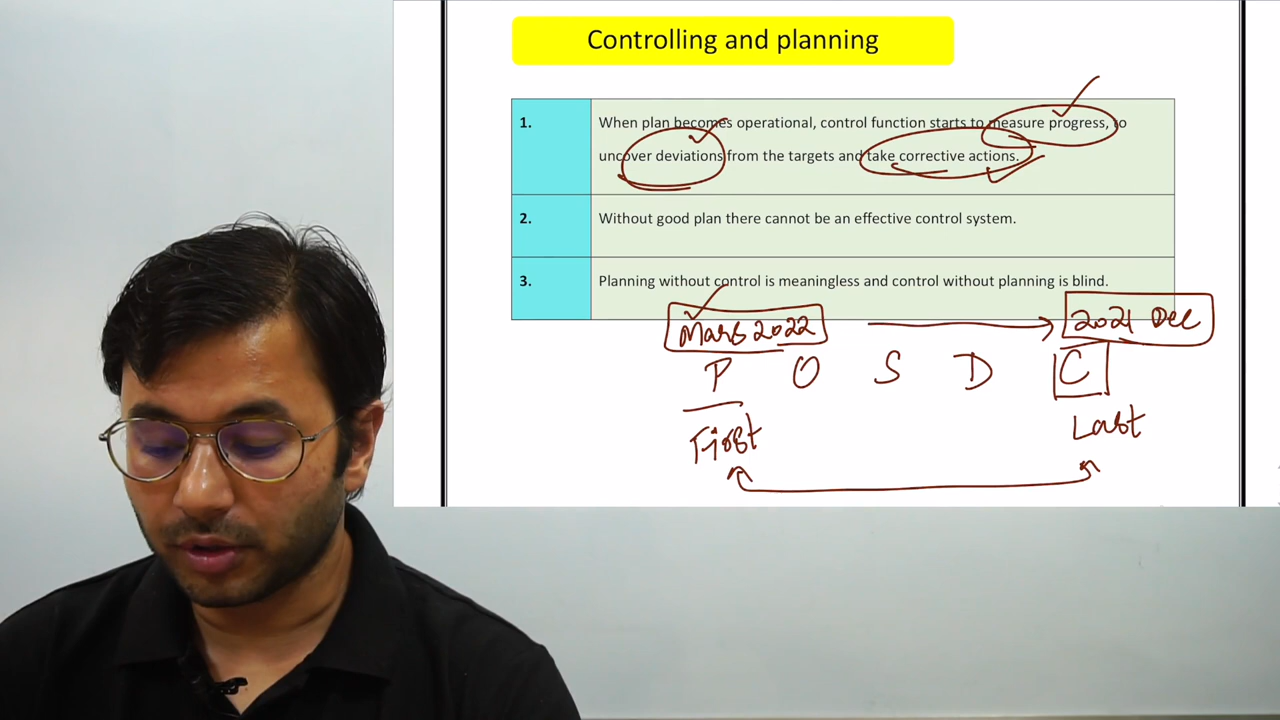 Controlling and planning
1. When plan becomes operational, control function starts to measure progress, to
uncover deviations from the targets and take corrective actions.
2. Without good plan there cannot be an effective control system.
3. Planning without control is meaningless and control without planning is blind.
Mars 2022 2021 Dec
P O S D C
First Last